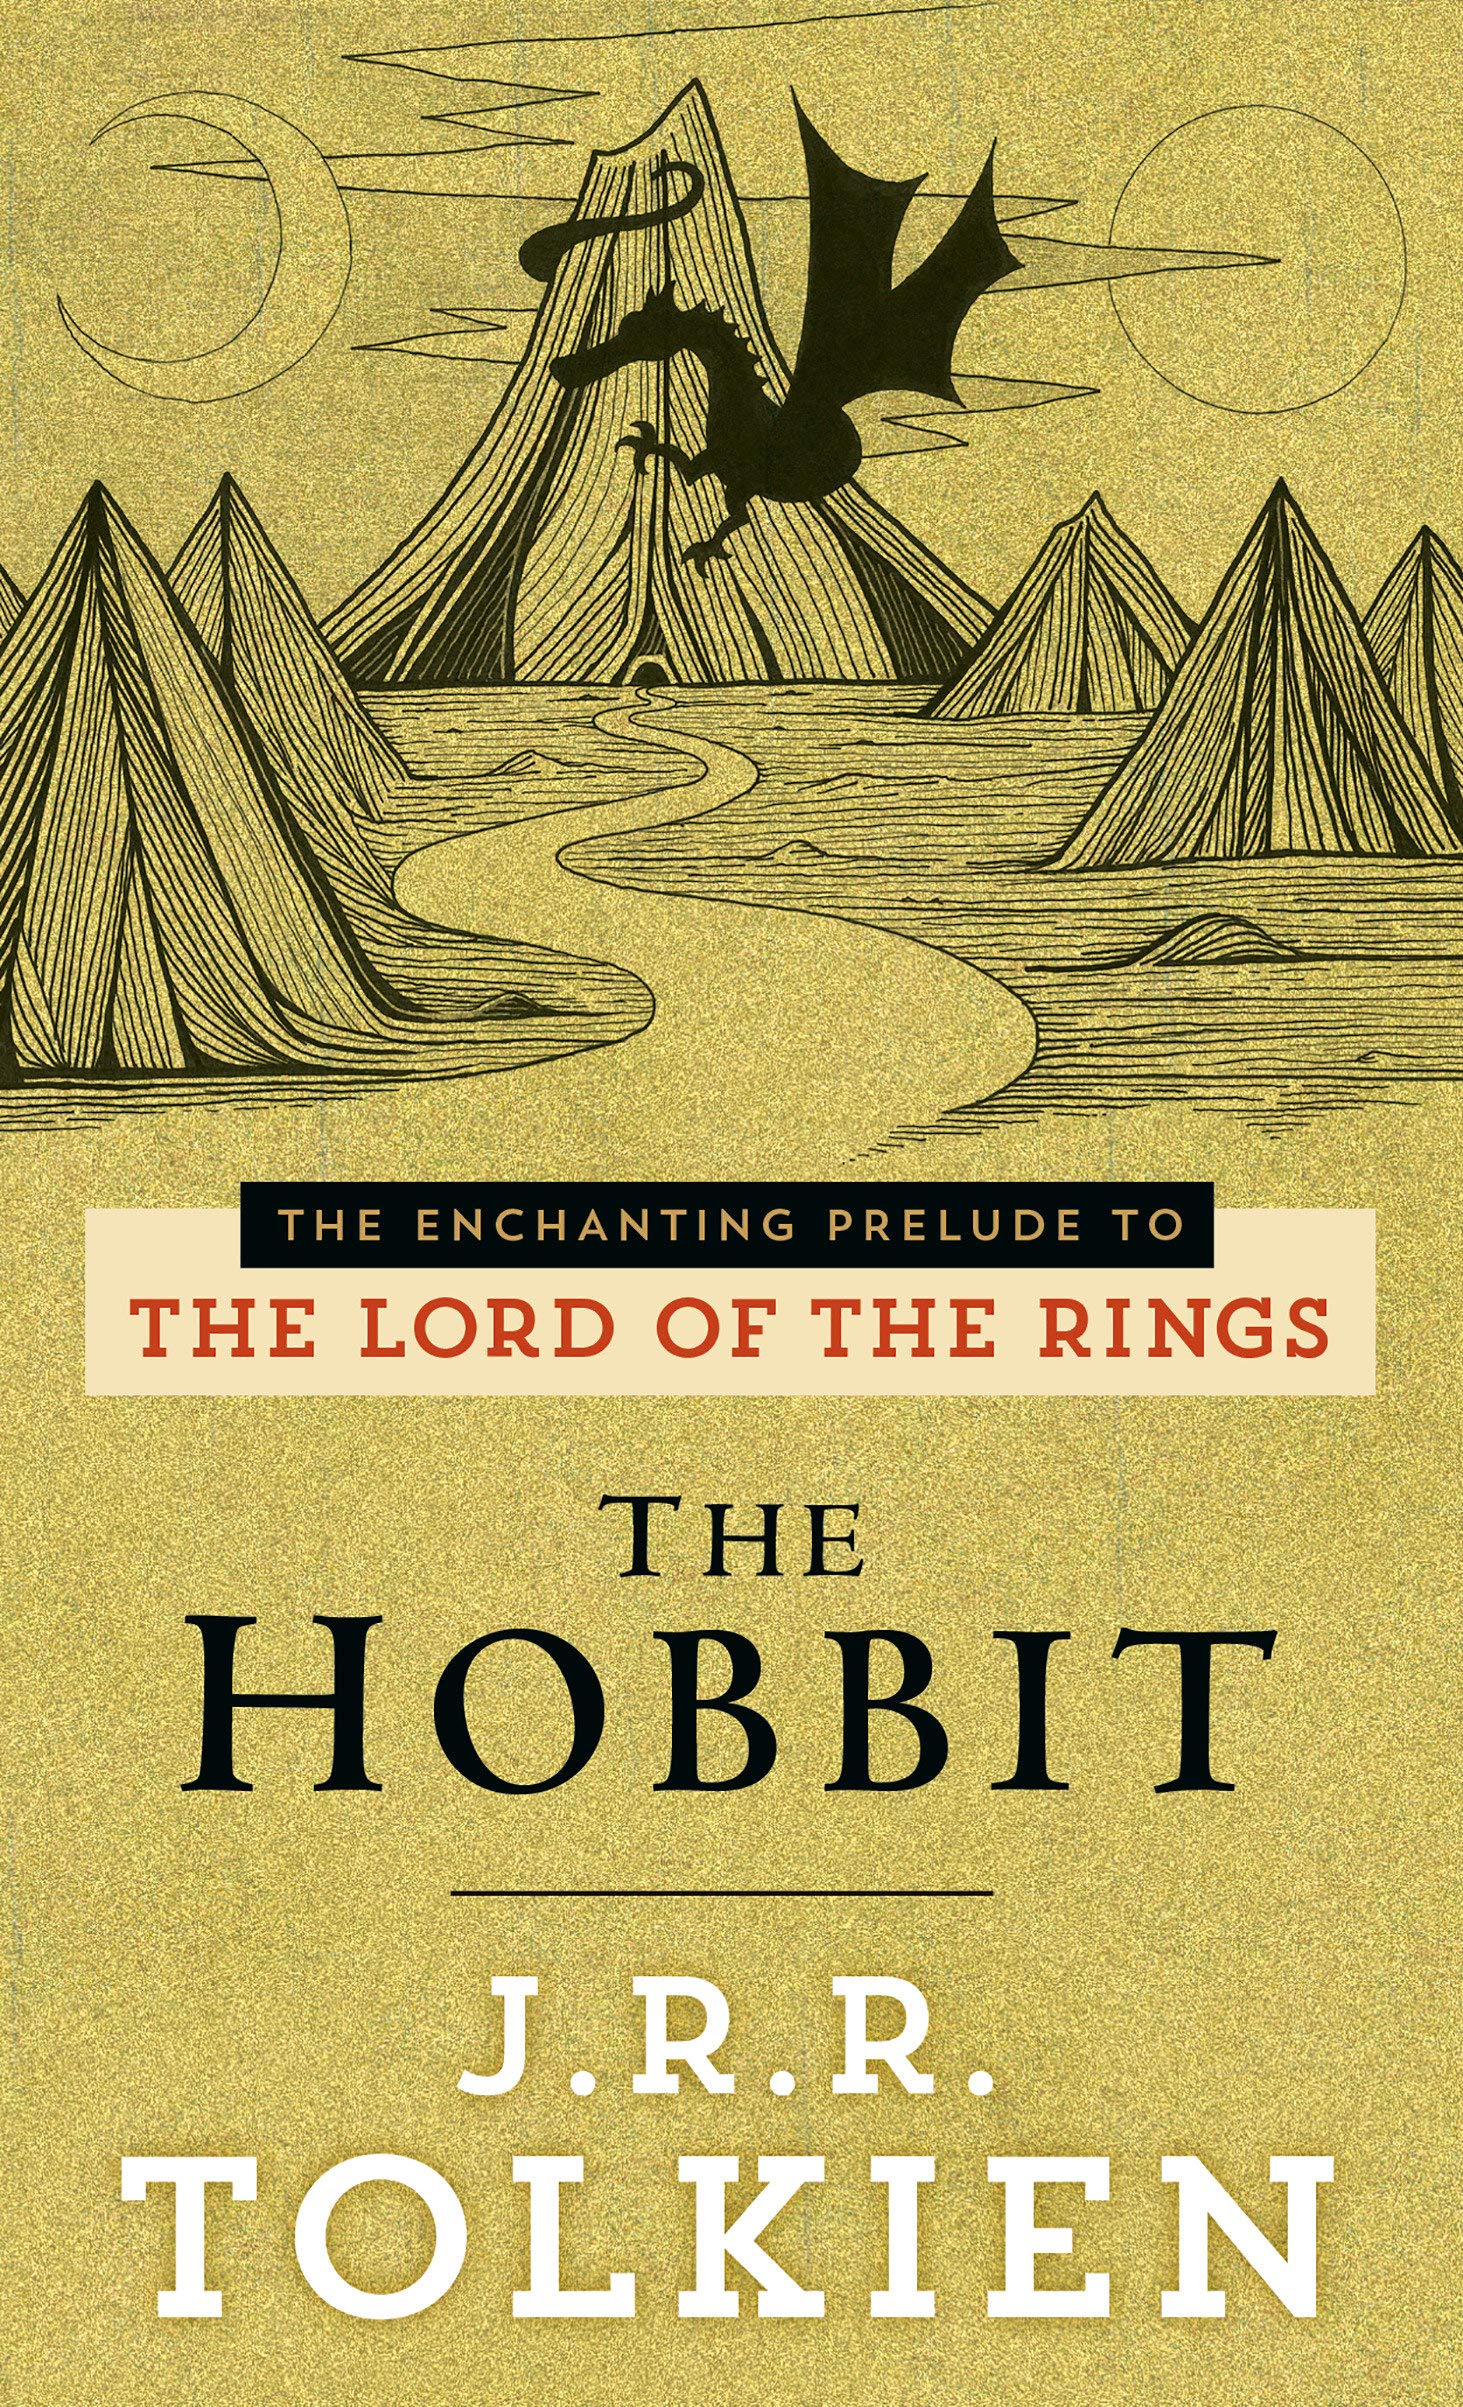 THE ENCHANTING PRELUDE TO
THE LORD OF THE RINGS
THE
HOBBIT
J.R.R.
TOLKIEN